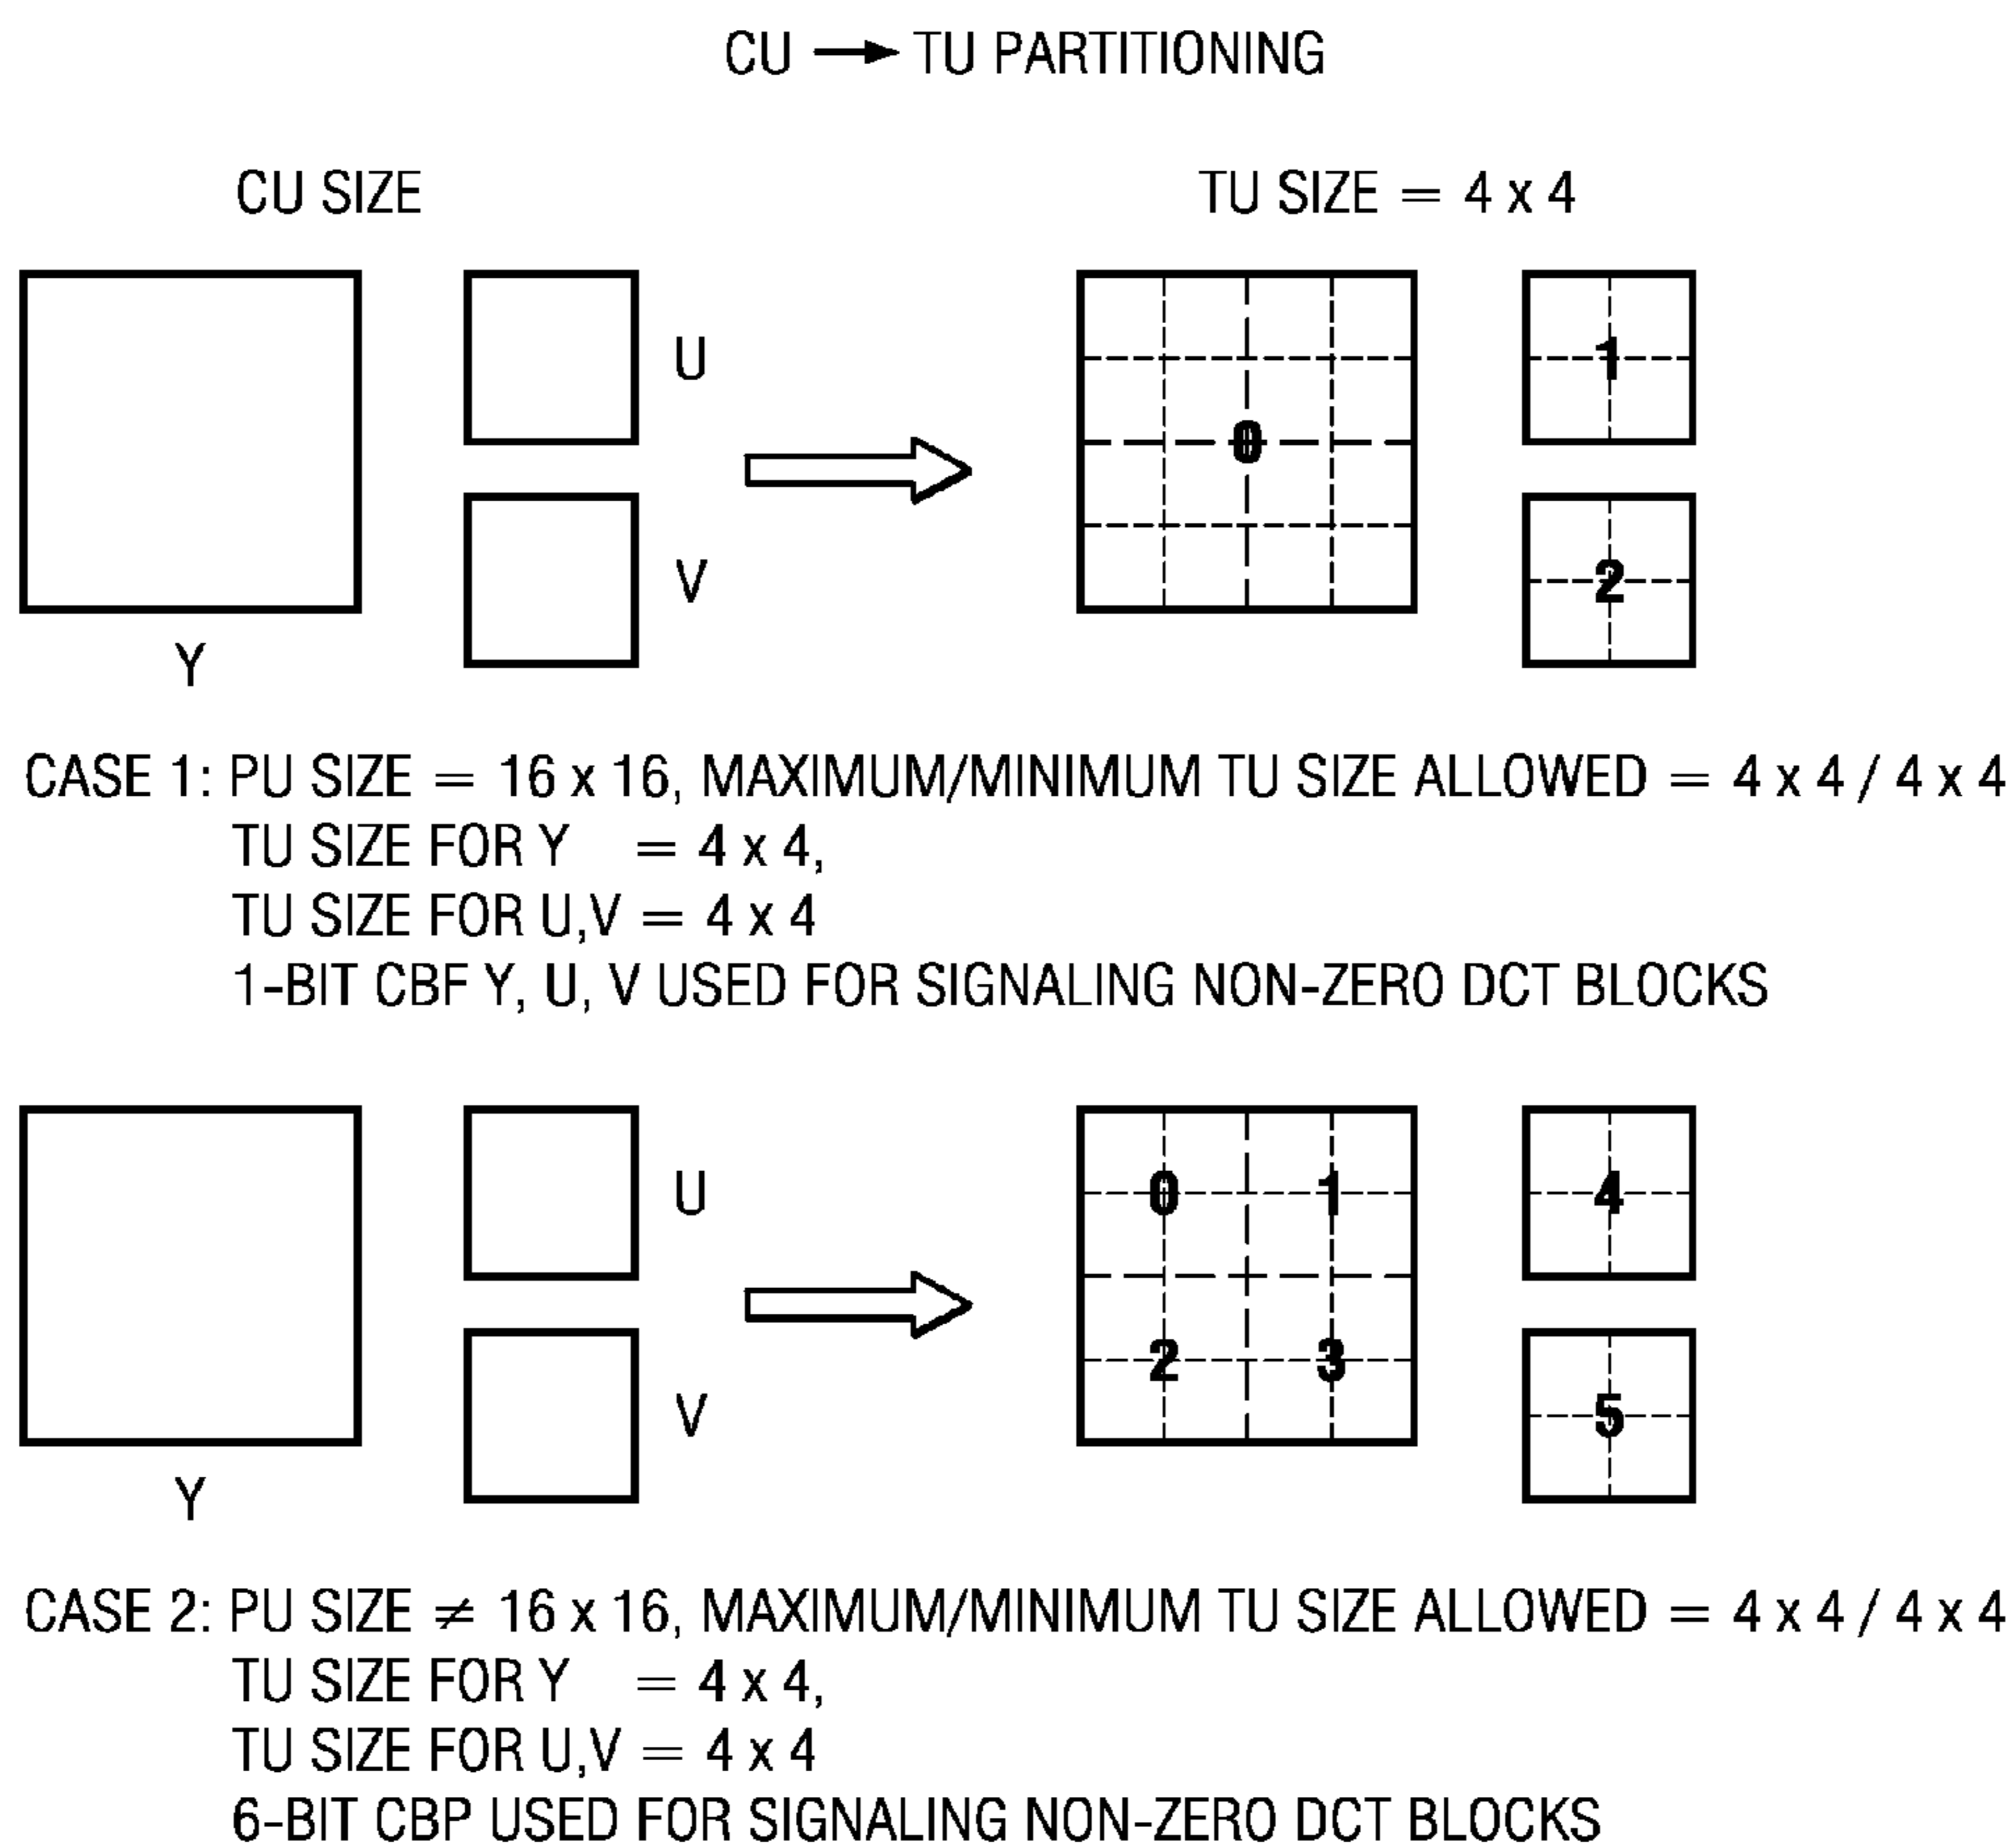 CU → TU PARTITIONING
CU SIZE
TU SIZE = 4 x 4
U
V
Y
0
1
2
CASE 1: PU SIZE = 16 x 16, MAXIMUM/MINIMUM TU SIZE ALLOWED = 4 x 4 / 4 x 4
TU SIZE FOR Y = 4 x 4,
TU SIZE FOR U,V = 4 x 4
1-BIT CBF Y, U, V USED FOR SIGNALING NON-ZERO DCT BLOCKS
U
V
Y
0 1
2 3
4
5
CASE 2: PU SIZE ≠ 16 x 16, MAXIMUM/MINIMUM TU SIZE ALLOWED = 4 x 4 / 4 x 4
TU SIZE FOR Y = 4 x 4,
TU SIZE FOR U,V = 4 x 4
6-BIT CBP USED FOR SIGNALING NON-ZERO DCT BLOCKS